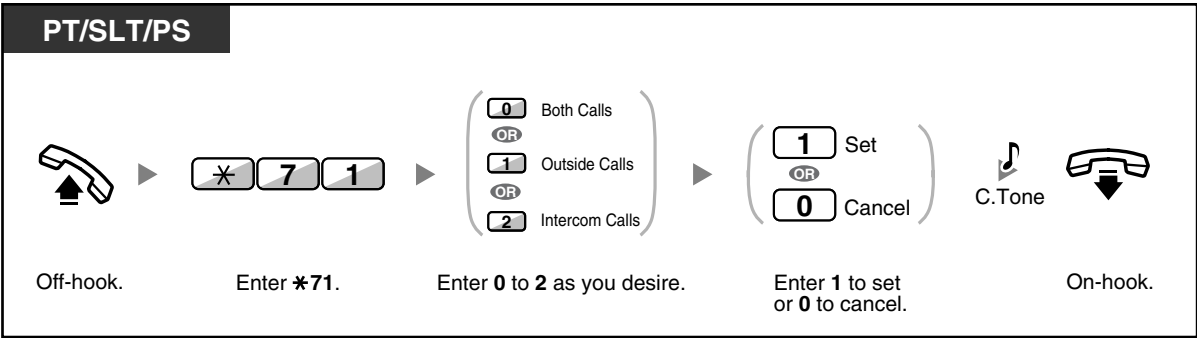 PT/SLT/PS
0 Both Calls
OR
1 Outside Calls
OR
2 Intercom Calls
✳ 7 1
1 Set
OR
0 Cancel
C.Tone
Off-hook.
Enter ✳71.
Enter 0 to 2 as you desire.
Enter 1 to set
or 0 to cancel.
On-hook.